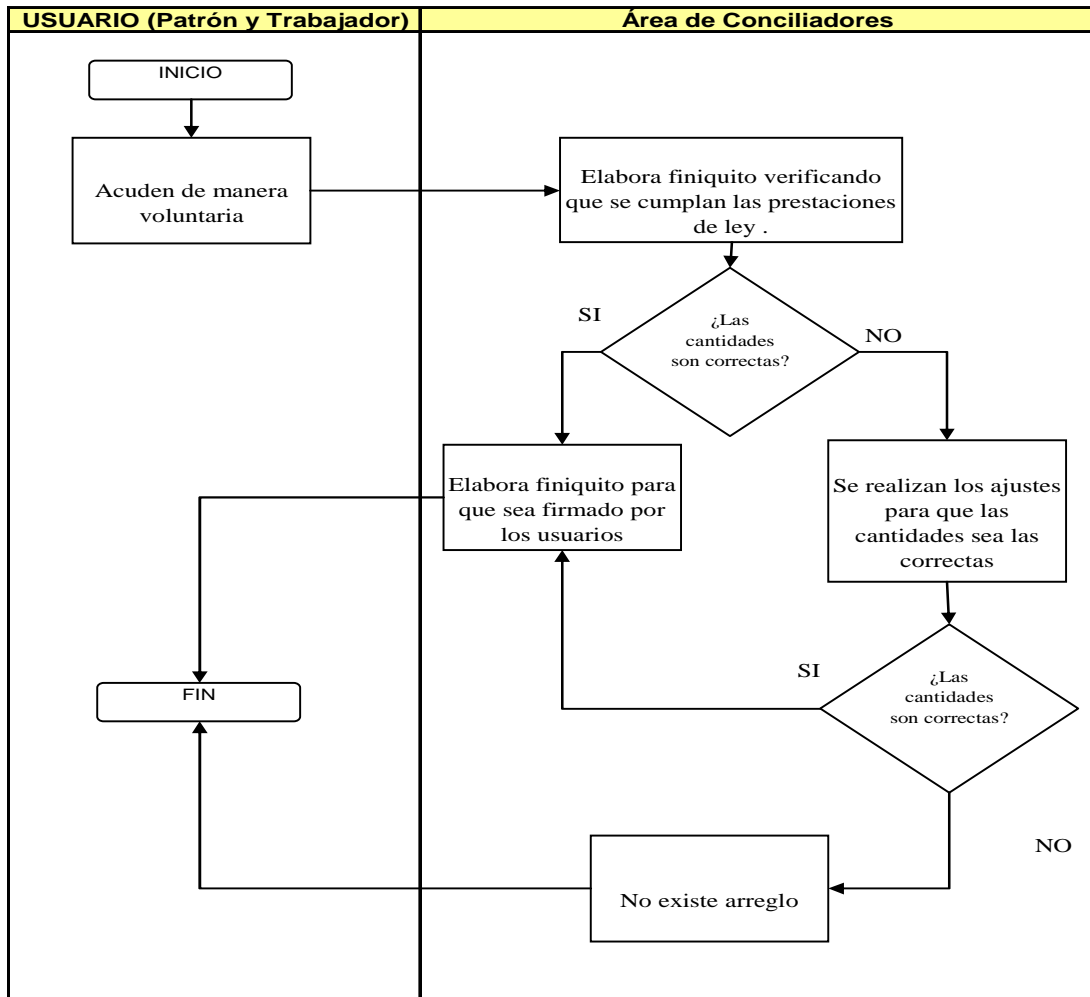 USUARIO (Patrón y Trabajador)
Área de Conciliadores
INICIO
Acuden de manera
voluntaria
Elabora finiquito verificando
que se cumplan las prestaciones
de ley .
¿Las
cantidades
son correctas?
SI
NO
Elabora finiquito para
que sea firmado por
los usuarios
Se realizan los ajustes
para que las
cantidades sea las
correctas
¿Las
cantidades
son correctas?
SI
NO
FIN
No existe arreglo